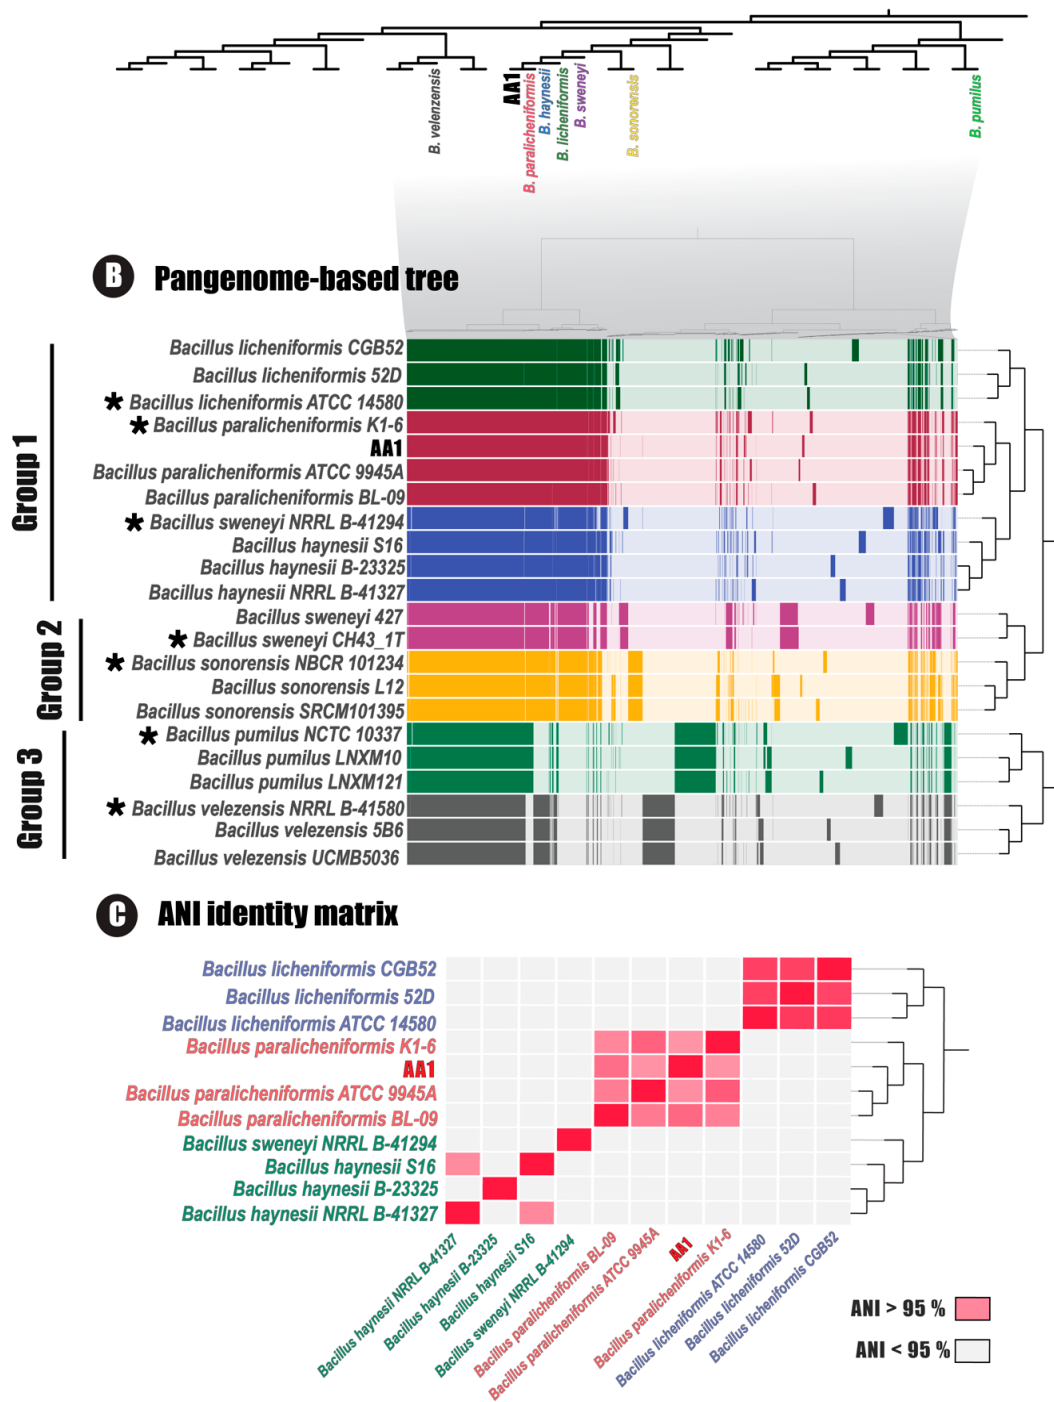 B. velenzensis
AA1
B. paralicheniformis
B. haynesii
B. licheniformis
B. sweneyi
B. sonorensis
B. pumilus
B Pangenome-based tree
Group 1
Group 2
Group 3
Bacillus licheniformis CGB52
Bacillus licheniformis 52D
* Bacillus licheniformis ATCC 14580
* Bacillus paralicheniformis K1-6
AA1
Bacillus paralicheniformis ATCC 9945A
Bacillus paralicheniformis BL-09
* Bacillus sweneyi NRRL B-41294
Bacillus haynesii S16
Bacillus haynesii B-23325
Bacillus haynesii NRRL B-41327
Bacillus sweneyi 427
* Bacillus sweneyi CH43_1T
* Bacillus sonorensis NBCR 101234
Bacillus sonorensis L12
Bacillus sonorensis SRCM101395
* Bacillus pumilus NCTC 10337
Bacillus pumilus LNXM10
Bacillus pumilus LNXM121
* Bacillus velezensis NRRL B-41580
Bacillus velezensis 5B6
Bacillus velezensis UCMB5036
C ANI identity matrix
Bacillus licheniformis CGB52
Bacillus licheniformis 52D
Bacillus licheniformis ATCC 14580
Bacillus paralicheniformis K1-6
AA1
Bacillus paralicheniformis ATCC 9945A
Bacillus paralicheniformis BL-09
Bacillus sweneyi NRRL B-41294
Bacillus haynesii S16
Bacillus haynesii B-23325
Bacillus haynesii NRRL B-41327
Bacillus haynesii NRRL B-41327
Bacillus haynesii B-23325
Bacillus haynesii S16
Bacillus sweneyi NRRL B-41294
Bacillus paralicheniformis BL-09
Bacillus paralicheniformis ATCC 9945A
AA1
Bacillus paralicheniformis K1-6
Bacillus licheniformis ATCC 14580
Bacillus licheniformis 52D
Bacillus licheniformis CGB52
ANI > 95 %
ANI < 95 %